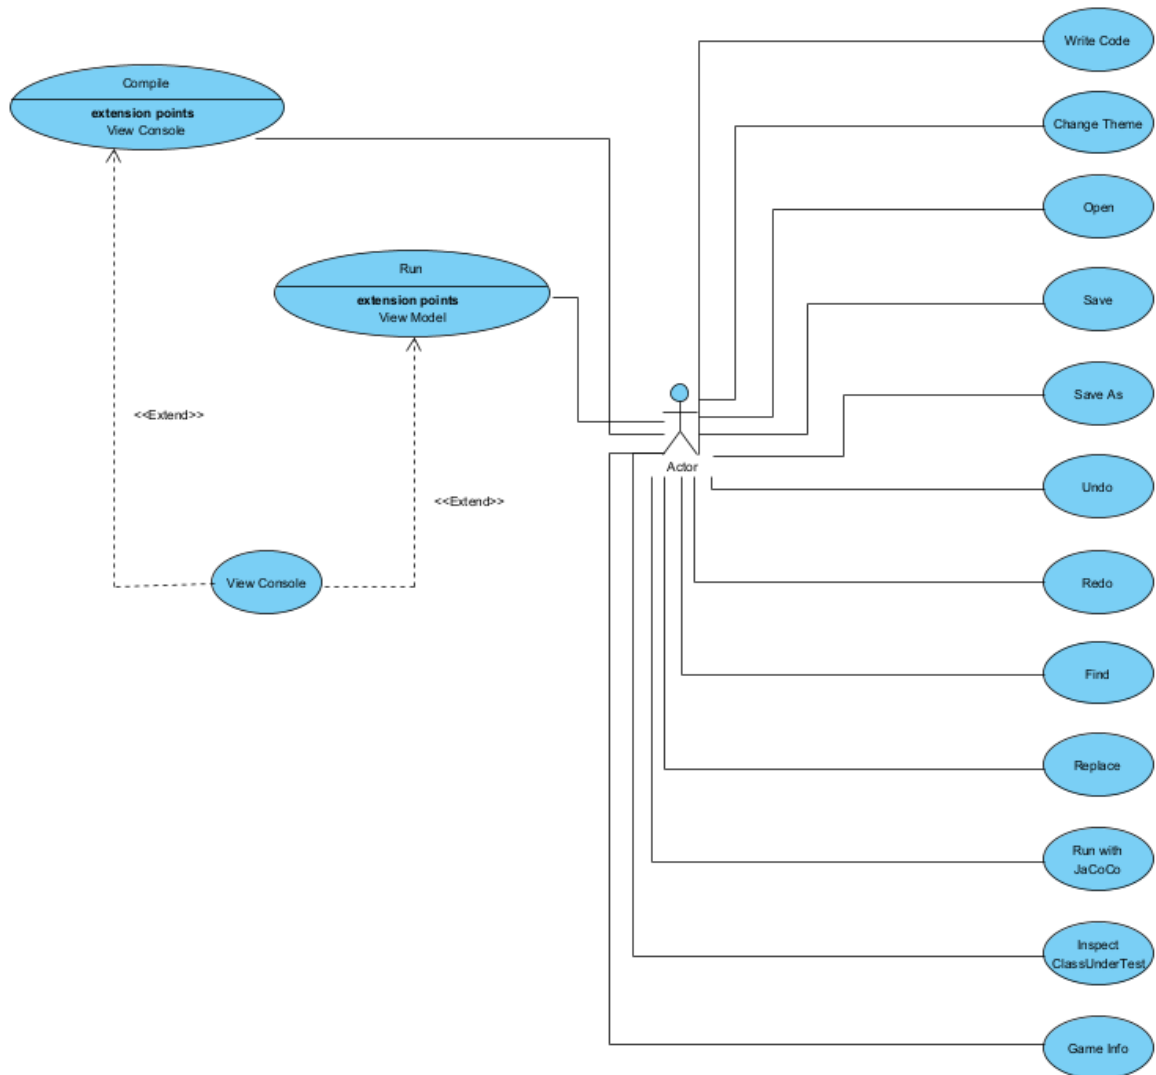 Write Code
Compile
extension points
View Console
Change Theme
Open
Run
extension points
View Model
Save
Save As
<<Extend>>
Actor
Undo
<<Extend>>
View Console
Redo
Find
Replace
Run with
JaCoCo
Inspect
ClassUnderTest
Game Info